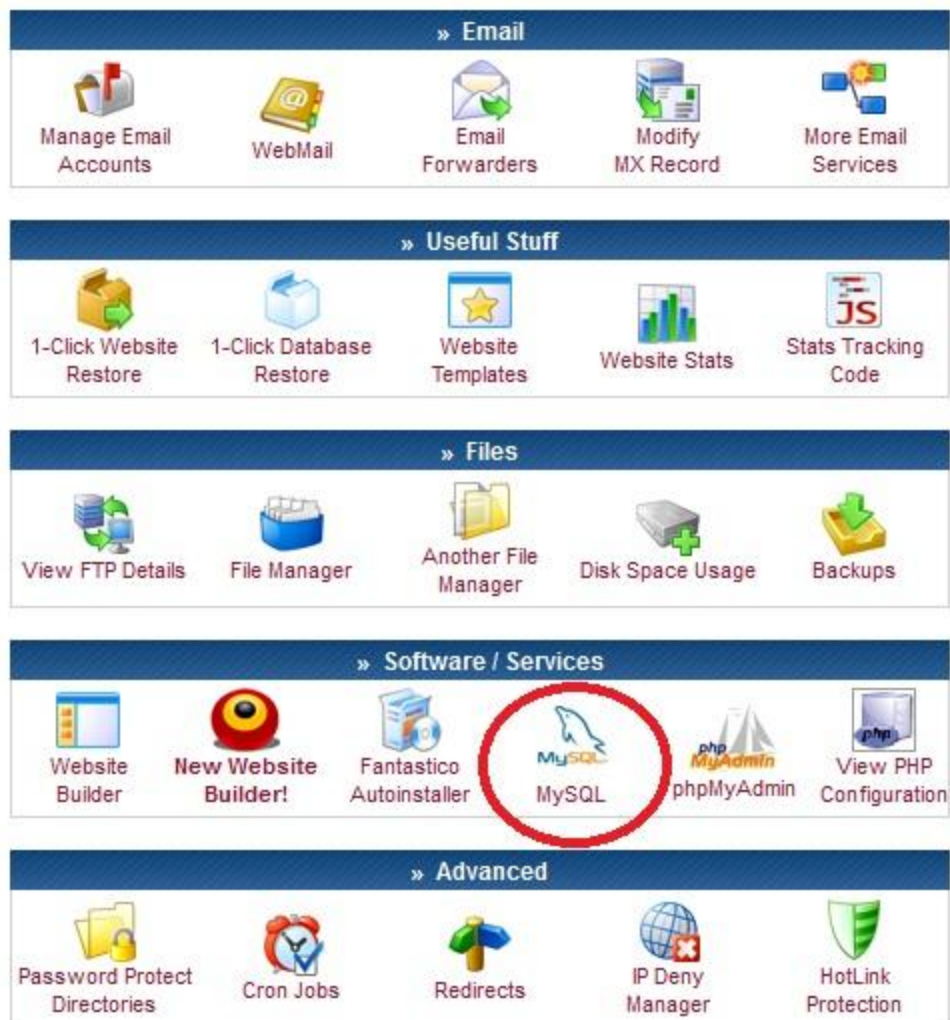 » Email
Manage Email
Accounts
WebMail
Email
Forwarders
Modify
MX Record
More Email
Services
» Useful Stuff
1-Click Website
Restore
1-Click Database
Restore
Website
Templates
Website Stats
JS
Stats Tracking
Code
» Files
View FTP Details
File Manager
Another File
Manager
Disk Space Usage
Backups
» Software / Services
Website
Builder
New Website
Builder!
Fantastico
Autoinstaller
MySQL
MySQL
php
MyAdmin
phpMyAdmin
php
View PHP
Configuration
» Advanced
Password Protect
Directories
Cron Jobs
Redirects
IP Deny
Manager
HotLink
Protection